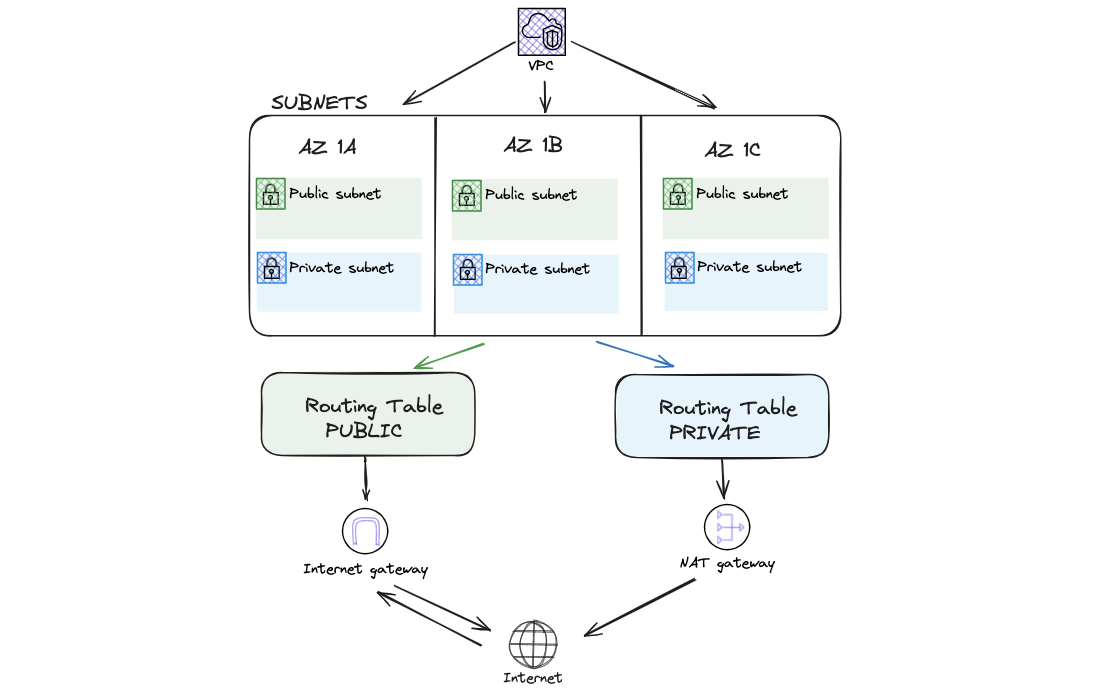 VPC
SUBNETS
AZ 1A
AZ 1B
AZ 1C
Public subnet
Public subnet
Public subnet
Private subnet
Private subnet
Private subnet
Routing Table
PUBLIC
Routing Table
PRIVATE
Internet gateway
NAT gateway
Internet